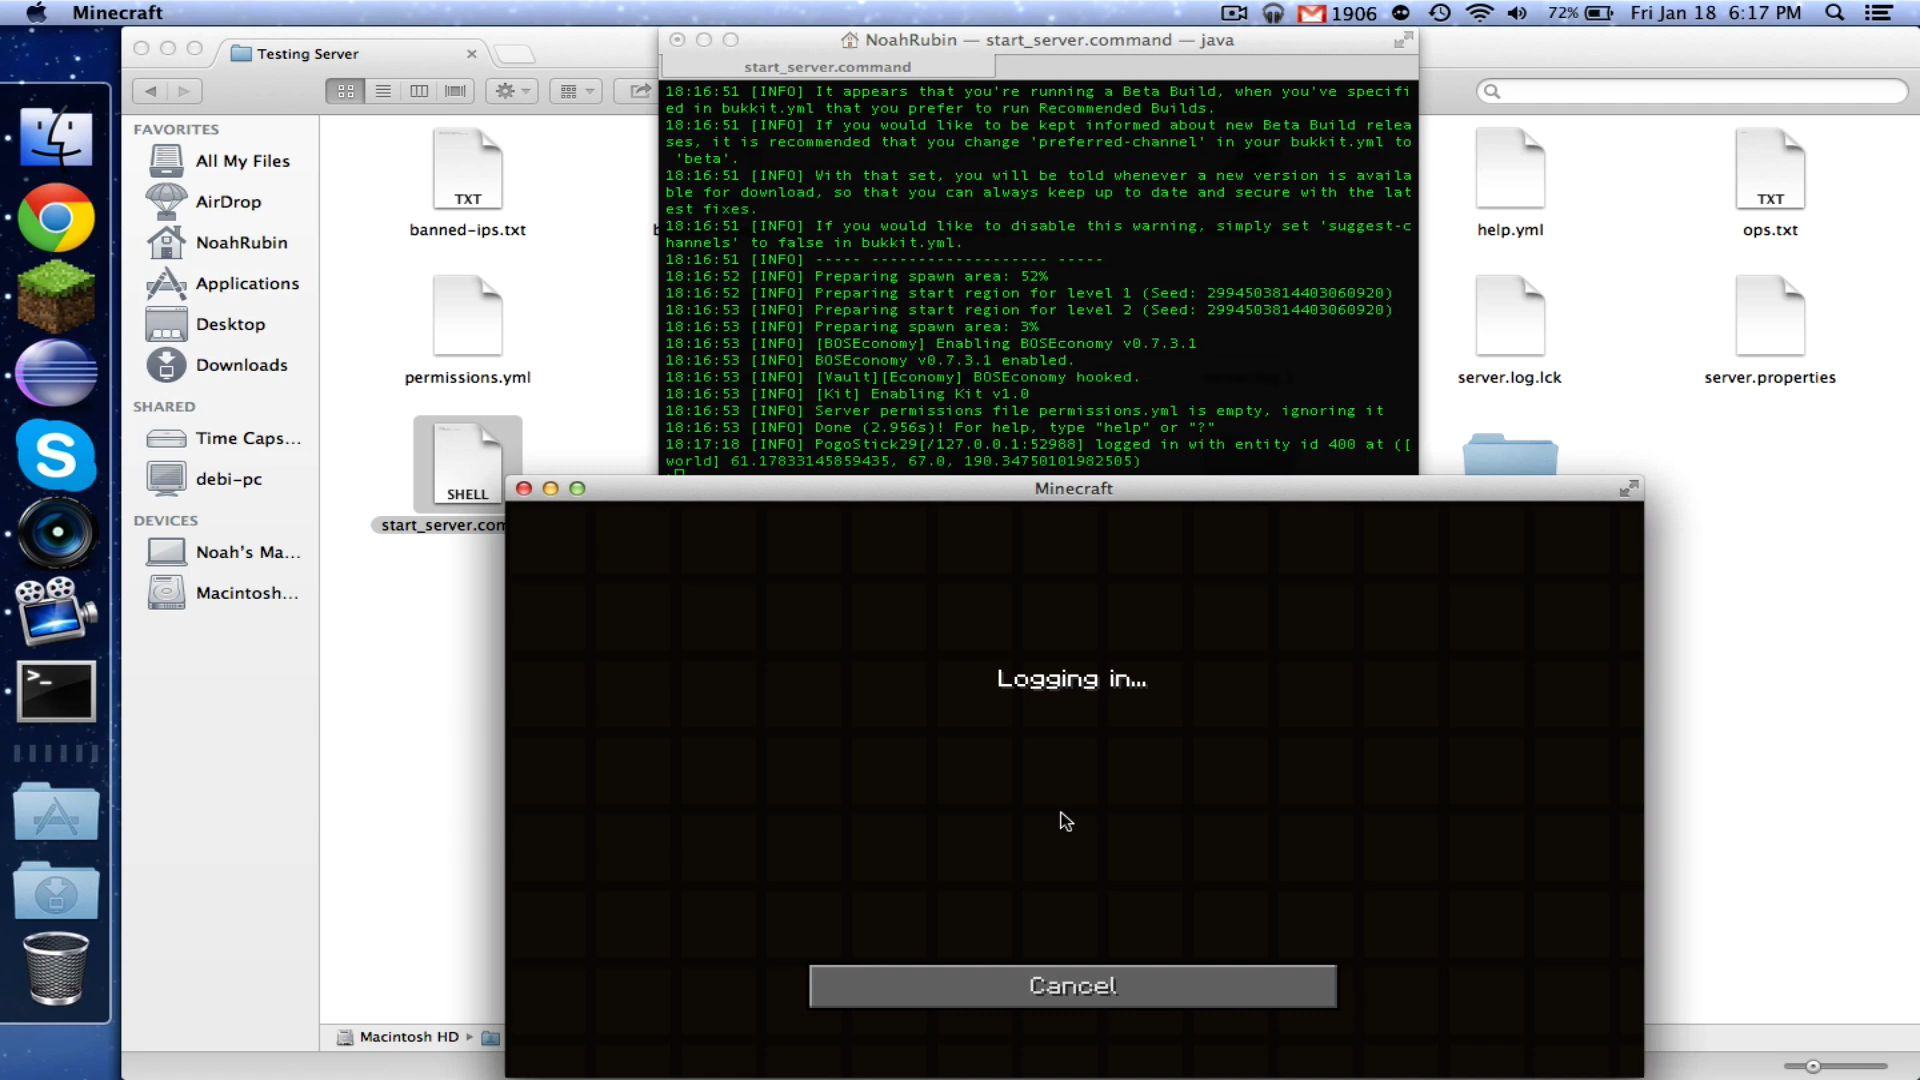 Minecraft
1906
72%
Fri Jan 18 6:17 PM
Testing Server
NoahRubin — start_server.command — java
start_server.command
FAVORITES
All My Files
AirDrop
NoahRubin
Applications
Desktop
Downloads
SHARED
Time Caps...
debi-pc
DEVICES
Noah's Ma...
Macintosh...
TXT
banned-ips.txt
permissions.yml
SHELL
start_server.com
18:16:51 [INFO] It appears that you're running a Beta Build, when you've specifi
ed in bukkit.yml that you prefer to run Recommended Builds.
18:16:51 [INFO] If you would like to be kept informed about new Beta Build relea
ses, it is recommended that you change 'preferred-channel' in your bukkit.yml to
'beta'.
18:16:51 [INFO] With that set, you will be told whenever a new version is availa
ble for download, so that you can always keep up to date and secure with the lat
est fixes.
18:16:51 [INFO] If you would like to disable this warning, simply set 'suggest-c
hannels' to false in bukkit.yml.
18:16:51 [INFO] ----- ------------------- -----
18:16:52 [INFO] Preparing spawn area: 52%
18:16:52 [INFO] Preparing start region for level 1 (Seed: 2994503814403060920)
18:16:53 [INFO] Preparing start region for level 2 (Seed: 2994503814403060920)
18:16:53 [INFO] Preparing spawn area: 3%
18:16:53 [INFO] [BOSEconomy] Enabling BOSEconomy v0.7.3.1
18:16:53 [INFO] BOSEconomy v0.7.3.1 enabled.
18:16:53 [INFO] [Vault][Economy] BOSEconomy hooked.
18:16:53 [INFO] [Kit] Enabling Kit v1.0
18:16:53 [INFO] Server permissions file permissions.yml is empty, ignoring it
18:16:53 [INFO] Done (2.956s)! For help, type "help" or "?"
18:17:18 [INFO] PogoStick29[/127.0.0.1:52988] logged in with entity id 400 at ([
world] 61.17833145859435, 67.0, 190.34750101982505)
help.yml
TXT
ops.txt
server.log.lck
server.properties
Minecraft
Logging in...
Cancel
Macintosh HD